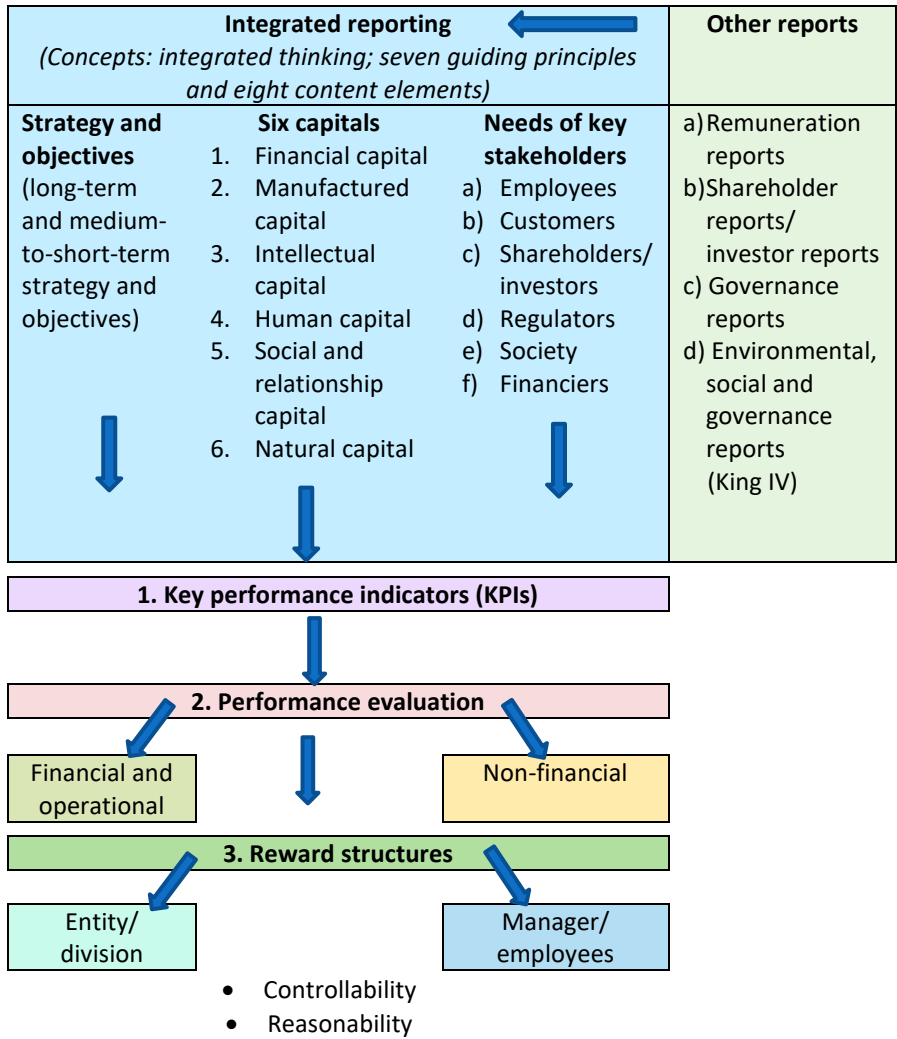 Integrated reporting
(Concepts: integrated thinking; seven guiding principles
and eight content elements)
Other reports
Strategy and
objectives
(long-term
and medium-
to-short-term
strategy and
objectives)
Six capitals
1. Financial capital
2. Manufactured
capital
3. Intellectual
capital
4. Human capital
5. Social and
relationship
capital
6. Natural capital
Needs of key
stakeholders
a) Employees
b) Customers
c) Shareholders/
investors
d) Regulators
e) Society
f) Financiers
a) Remuneration
reports
b) Shareholder
reports/
investor reports
c) Governance
reports
d) Environmental,
social and
governance
reports
(King IV)
1. Key performance indicators (KPIs)
2. Performance evaluation
Financial and
operational
Non-financial
3. Reward structures
Entity/
division
Manager/
employees
• Controllability
• Reasonability